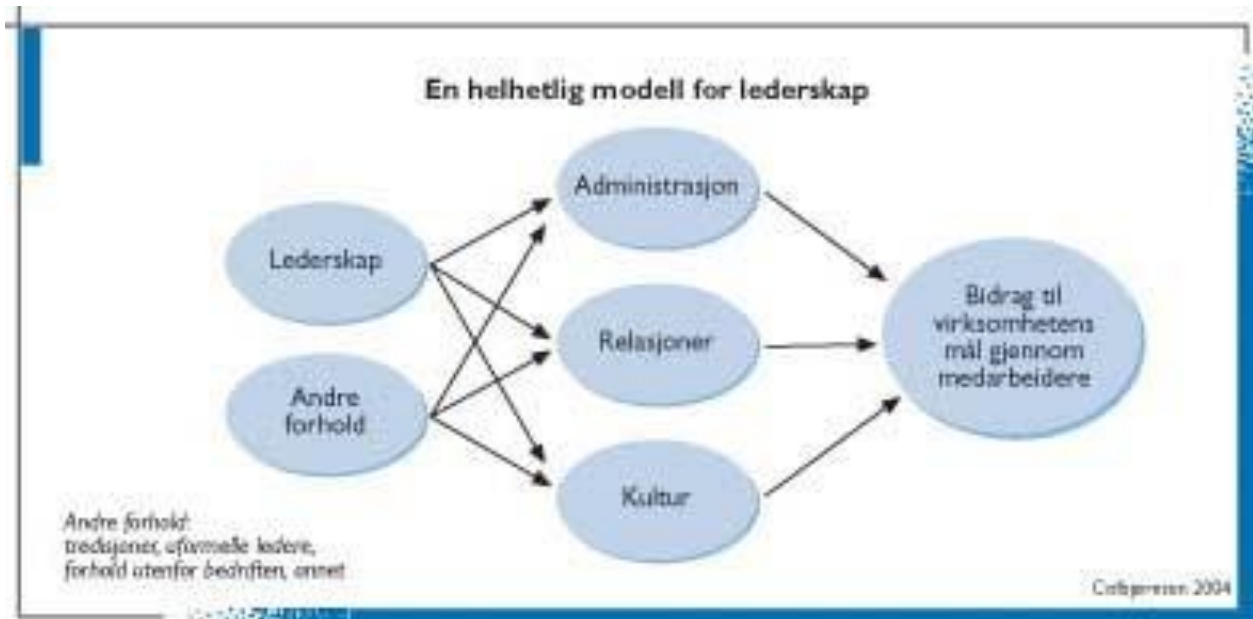 En helhetlig modell for lederskap
Administrasjon
Lederskap
Relasjoner
Andre
forhold
Kultur
Bidrag til
virksomhetens
mål gjennom
medarbeidere
Andre forhold:
tradisjoner, uformelle ledere,
forhold utenfor bedriften, annet
2004